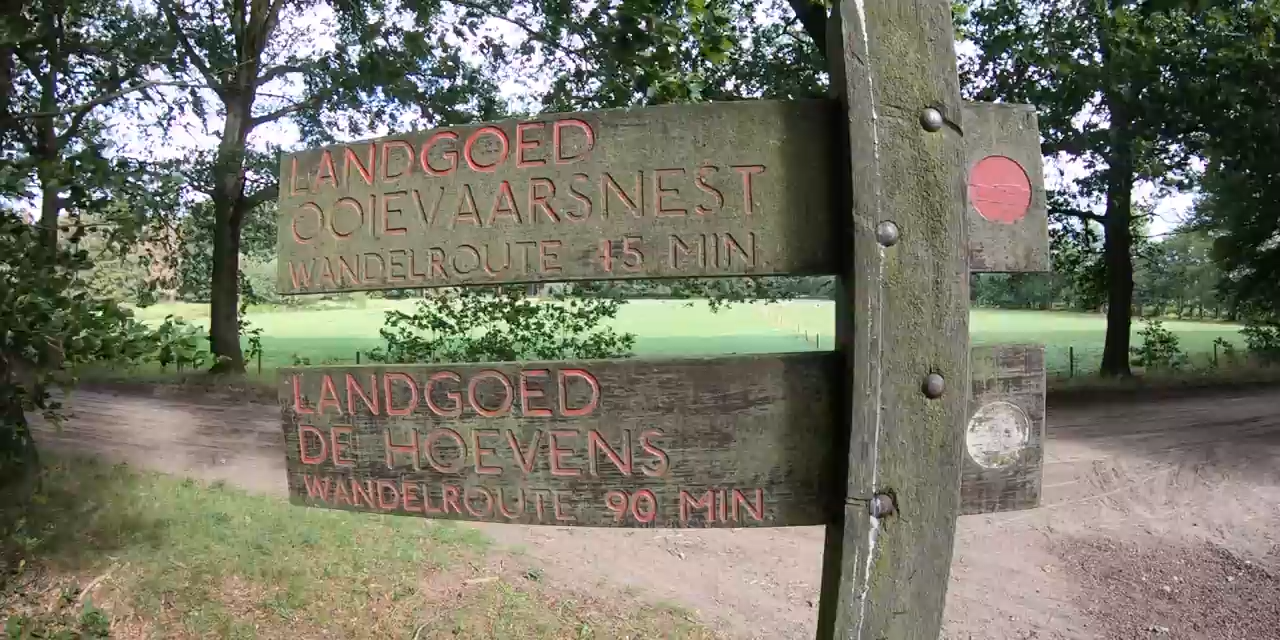 LANDGOED
OOIEVAARSNEST
WANDELROUTE 45 MIN
LANDGOED
DE HOEVENS
WANDELROUTE 90 MIN